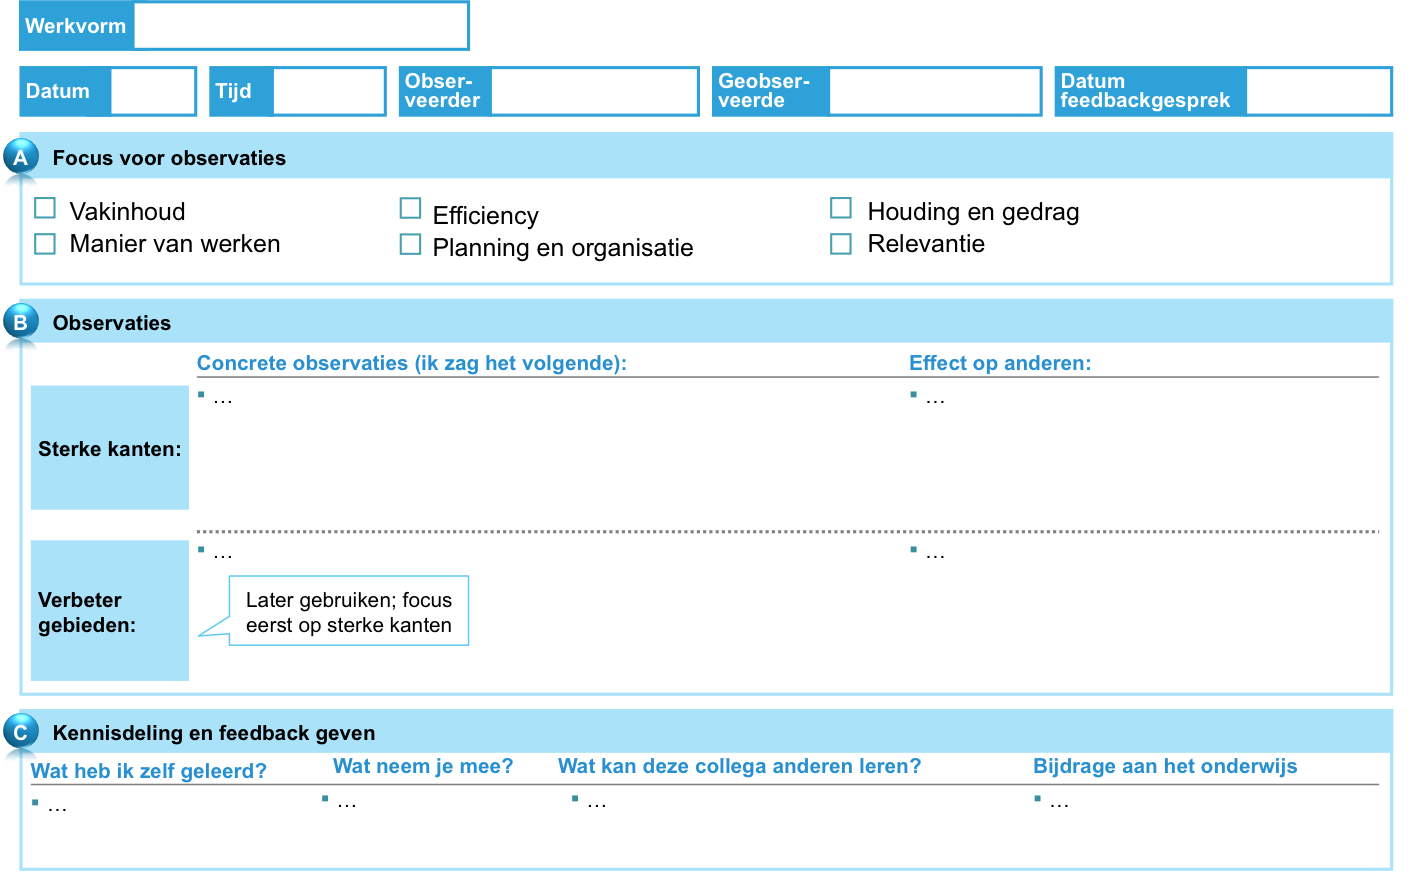 Werkvorm
Datum
Tijd
Obser-
veerder
Geobser-
veerde
Datum
feedbackgesprek
A Focus voor observaties
Vakinhoud
Manier van werken
Efficiency
Planning en organisatie
Houding en gedrag
Relevantie
B Observaties
Concrete observaties (ik zag het volgende):
Effect op anderen:
Sterke kanten:
▪ ...
▪ ...
Verbeter
gebieden:
▪ ...
▪ ...
Later gebruiken; focus
eerst op sterke kanten
C Kennisdeling en feedback geven
Wat heb ik zelf geleerd?
Wat neem je mee?
Wat kan deze collega anderen leren?
Bijdrage aan het onderwijs
▪ ...
▪ ...
▪ ...
▪ ...